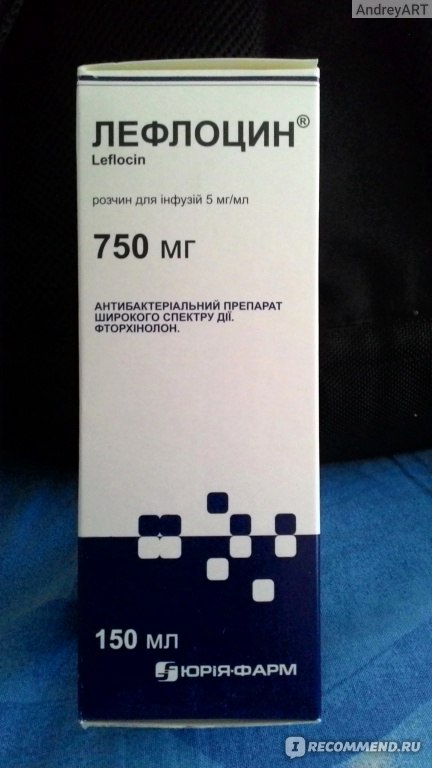 AndreyART
ЛЕФЛОЦИН®
Leflocin
розчин для інфузій 5 мг/мл
750 мг
АНТИБАКТЕРІАЛЬНИЙ ПРЕПАРАТ
ШИРОКОГО СПЕКТРУ ДІЇ.
ФТОРХІНОЛОН.
150 мл
ЮРІЯ-ФАРМ
IRECOMMEND.RU